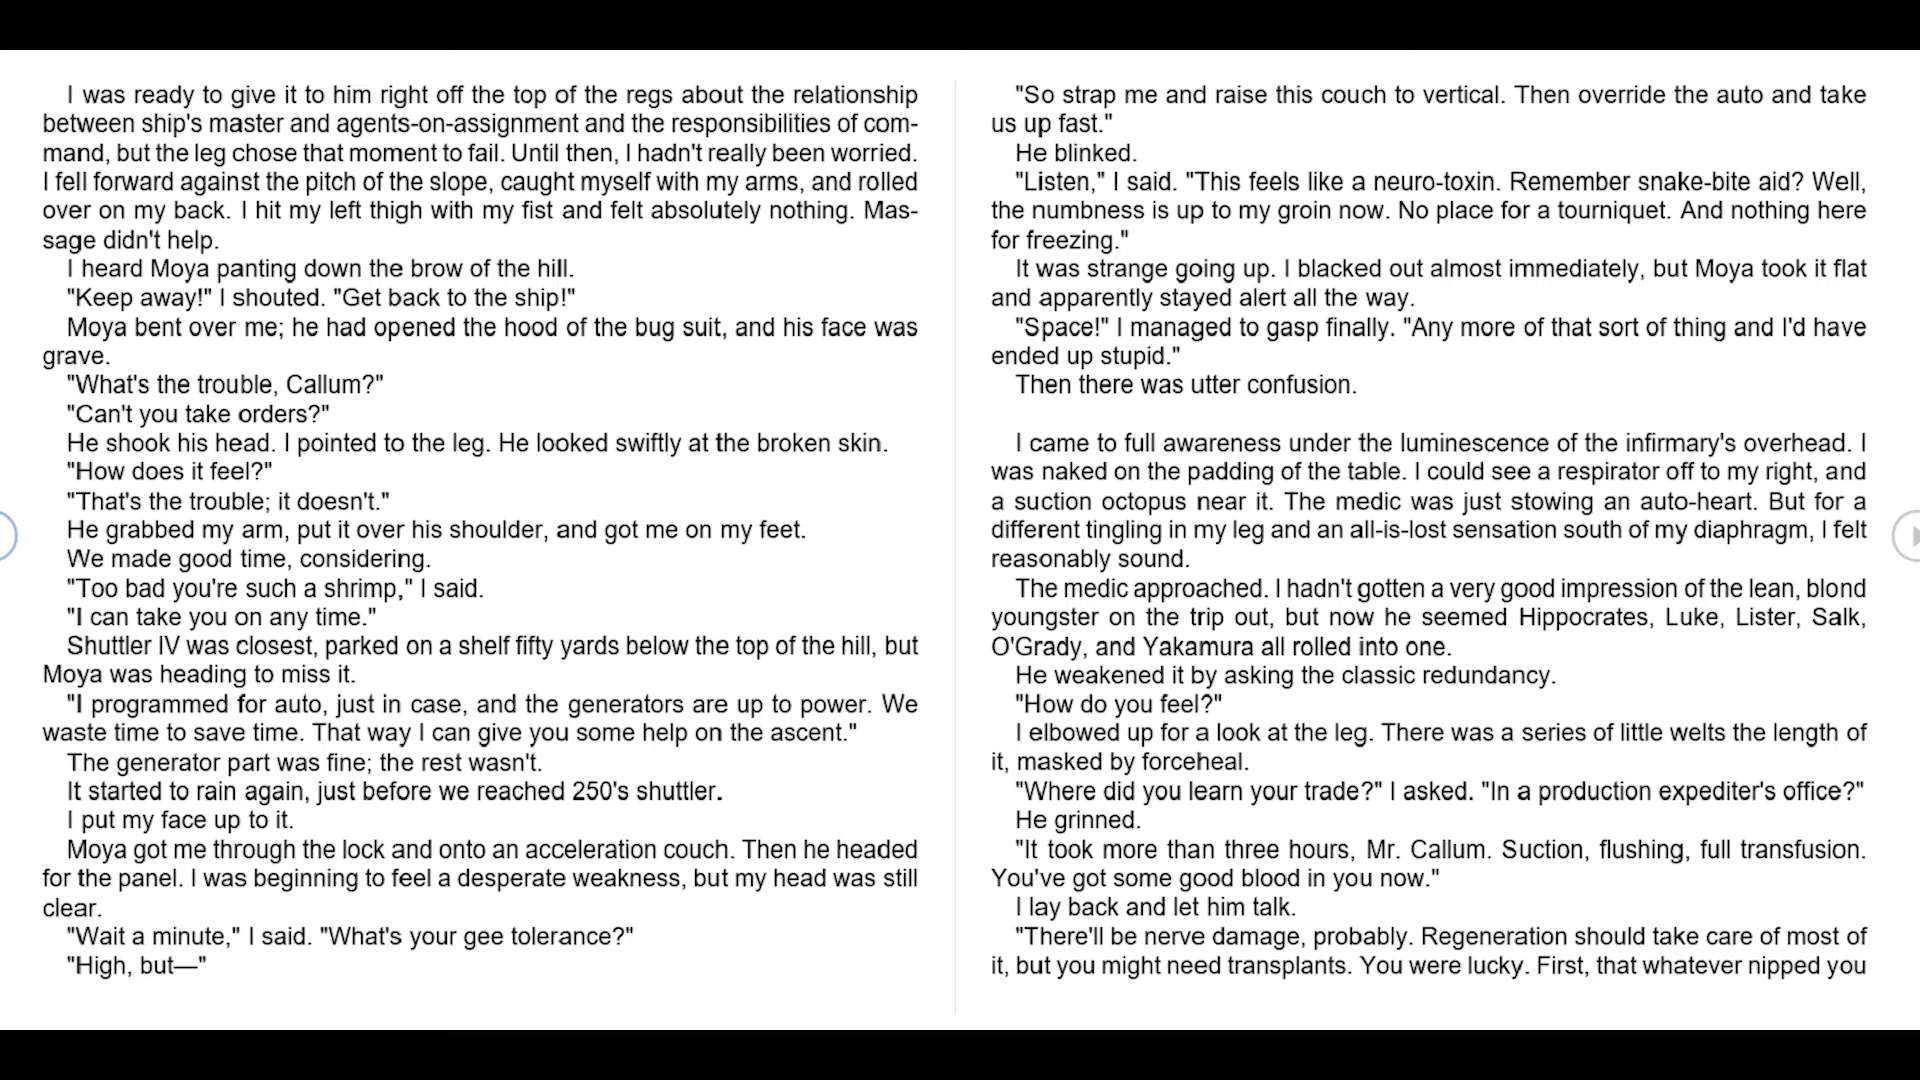 I was ready to give it to him right off the top of the regs about the relationship
between ship's master and agents-on-assignment and the responsibilities of com-
mand, but the leg chose that moment to fail. Until then, I hadn't really been worried.
I fell forward against the pitch of the slope, caught myself with my arms, and rolled
over on my back. I hit my left thigh with my fist and felt absolutely nothing. Mas-
sage didn't help.
I heard Moya panting down the brow of the hill.
"Keep away!" I shouted. "Get back to the ship!"
Moya bent over me; he had opened the hood of the bug suit, and his face was
grave.
"What's the trouble, Callum?"
"Can't you take orders?"
He shook his head. I pointed to the leg. He looked swiftly at the broken skin.
"How does it feel?"
"That's the trouble; it doesn't."
He grabbed my arm, put it over his shoulder, and got me on my feet.
We made good time, considering.
"Too bad you're such a shrimp," I said.
"I can take you on any time."
Shuttler IV was closest, parked on a shelf fifty yards below the top of the hill, but
Moya was heading to miss it.
"I programmed for auto, just in case, and the generators are up to power. We
waste time to save time. That way I can give you some help on the ascent."
The generator part was fine; the rest wasn't.
It started to rain again, just before we reached 250's shuttler.
I put my face up to it.
Moya got me through the lock and onto an acceleration couch. Then he headed
for the panel. I was beginning to feel a desperate weakness, but my head was still
clear.
"Wait a minute," I said. "What's your gee tolerance?"
"High, but—"
"So strap me and raise this couch to vertical. Then override the auto and take
us up fast."
He blinked.
"Listen," I said. "This feels like a neuro-toxin. Remember snake-bite aid? Well,
the numbness is up to my groin now. No place for a tourniquet. And nothing here
for freezing."
It was strange going up. I blacked out almost immediately, but Moya took it flat
and apparently stayed alert all the way.
"Space!" I managed to gasp finally. "Any more of that sort of thing and I'd have
ended up stupid."
Then there was utter confusion.
I came to full awareness under the luminescence of the infirmary's overhead. I
was naked on the padding of the table. I could see a respirator off to my right, and
a suction octopus near it. The medic was just stowing an auto-heart. But for a
different tingling in my leg and an all-is-lost sensation south of my diaphragm, I felt
reasonably sound.
The medic approached. I hadn't gotten a very good impression of the lean, blond
youngster on the trip out, but now he seemed Hippocrates, Luke, Lister, Salk,
O'Grady, and Yakamura all rolled into one.
He weakened it by asking the classic redundancy.
"How do you feel?"
I elbowed up for a look at the leg. There was a series of little welts the length of
it, masked by forceheal.
"Where did you learn your trade?" I asked. "In a production expediter's office?"
He grinned.
"It took more than three hours, Mr. Callum. Suction, flushing, full transfusion.
You've got some good blood in you now."
I lay back and let him talk.
"There'll be nerve damage, probably. Regeneration should take care of most of
it, but you might need transplants. You were lucky. First, that whatever nipped you